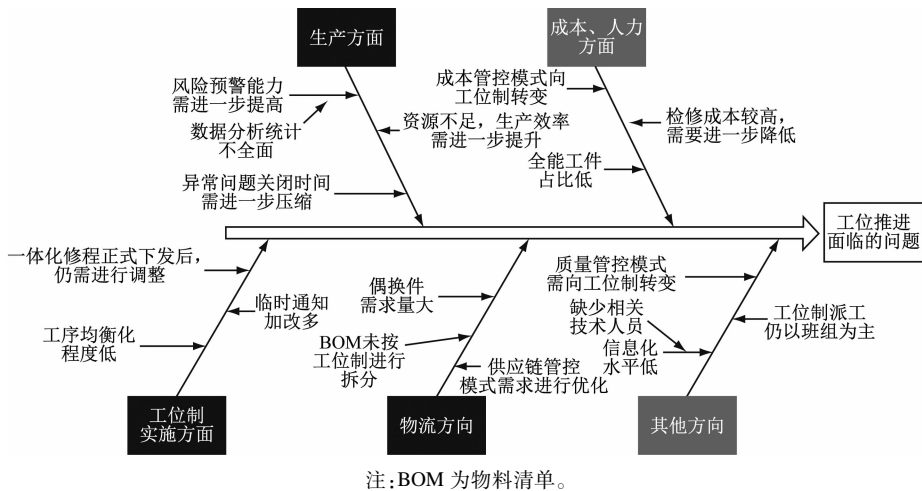 生产方面
成本、人力
方面
风险预警能力
需进一步提高
数据分析统计
不全面
资源不足，生产效率
需进一步提升
异常问题关闭时间
需进一步压缩
成本管控模式向
工位制转变
检修成本较高，
需要进一步降低
全能工件
占比低
工位推进
面临的问题
一体化修程正式下发后，
仍需进行调整
临时通知
加改多
工序均衡化
程度低
偶换件
需求量大
BOM未按
工位制进行
拆分
供应链管控
模式需求进行优化
质量管控模式
需向工位制转变
缺少相关
技术人员
信息化
水平低
工位制派工
仍以班组为主
工位制
实施方面
物流方向
其他方向
注：BOM 为物料清单。